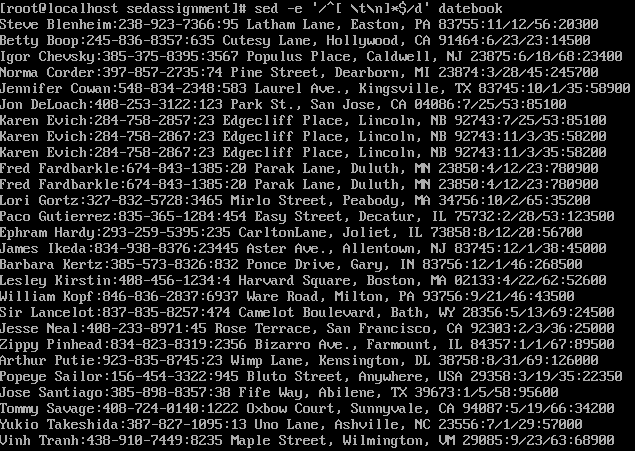 [root@localhost sedassignment]# sed -e '/^[ \t\n]*$/d' datebook
Steve Blenheim:238-923-7366:95 Latham Lane, Easton, PA 83755:11/12/56:20300
Betty Boop:245-836-8357:635 Cutesy Lane, Hollywood, CA 91464:6/23/23:14500
Igor Chevsky:385-375-8395:3567 Populus Place, Caldwell, NJ 23875:6/18/68:23400
Norma Corder:397-857-2735:74 Pine Street, Dearborn, MI 23874:3/28/45:245700
Jennifer Cowan:548-834-2348:583 Laurel Ave., Kingsville, TX 83745:10/1/35:58900
Jon DeLoach:408-253-3122:123 Park St., San Jose, CA 04086:7/25/53:85100
Karen Evich:284-758-2857:23 Edgecliff Place, Lincoln, NB 92743:7/25/53:85100
Karen Evich:284-758-2867:23 Edgecliff Place, Lincoln, NB 92743:11/3/35:58200
Karen Evich:284-758-2867:23 Edgecliff Place, Lincoln, NB 92743:11/3/35:58200
Fred Fardbarkle:674-843-1385:20 Parak Lane, Duluth, MN 23850:4/12/23:780900
Fred Fardbarkle:674-843-1385:20 Parak Lane, Duluth, MN 23850:4/12/23:780900
Lori Gortz:327-832-5728:3465 Mirlo Street, Peabody, MA 34756:10/2/65:35200
Paco Gutierrez:835-365-1284:454 Easy Street, Decatur, IL 75732:2/28/53:123500
Ephram Hardy:293-259-5395:235 CarltonLane, Joliet, IL 73858:8/12/20:56700
James Ikeda:834-938-8376:23445 Aster Ave., Allentown, NJ 83745:12/1/38:45000
Barbara Kertz:385-573-8326:832 Ponce Drive, Gary, IN 83756:12/1/46:268500
Lesley Kirstin:408-456-1234:4 Harvard Square, Boston, MA 02133:4/22/62:52600
William Kopf:846-836-2837:6937 Ware Road, Milton, PA 93756:9/21/46:43500
Sir Lancelot:837-835-8257:474 Camelot Boulevard, Bath, WY 28356:5/13/69:24500
Jesse Neal:408-233-8971:45 Rose Terrace, San Francisco, CA 92303:2/3/36:25000
Zippy Pinhead:834-823-8319:2356 Bizarro Ave., Farmount, IL 84357:1/1/67:89500
Arthur Putie:923-835-8745:23 Wimp Lane, Kensington, DL 38758:8/31/69:126000
Popeye Sailor:156-454-3322:945 Bluto Street, Anywhere, USA 29358:3/19/35:22350
Jose Santiago:385-898-8357:38 Fife Way, Abilene, TX 39673:1/5/58:95600
Tommy Savage:408-724-0140:1222 Oxbow Court, Sunnyvale, CA 94087:5/19/66:34200
Yukio Takeshida:387-827-1095:13 Uno Lane, Ashville, NC 23556:7/1/29:57000
Vinh Tranh:438-910-7449:8235 Maple Street, Wilmington, VM 29085:9/23/63:68900